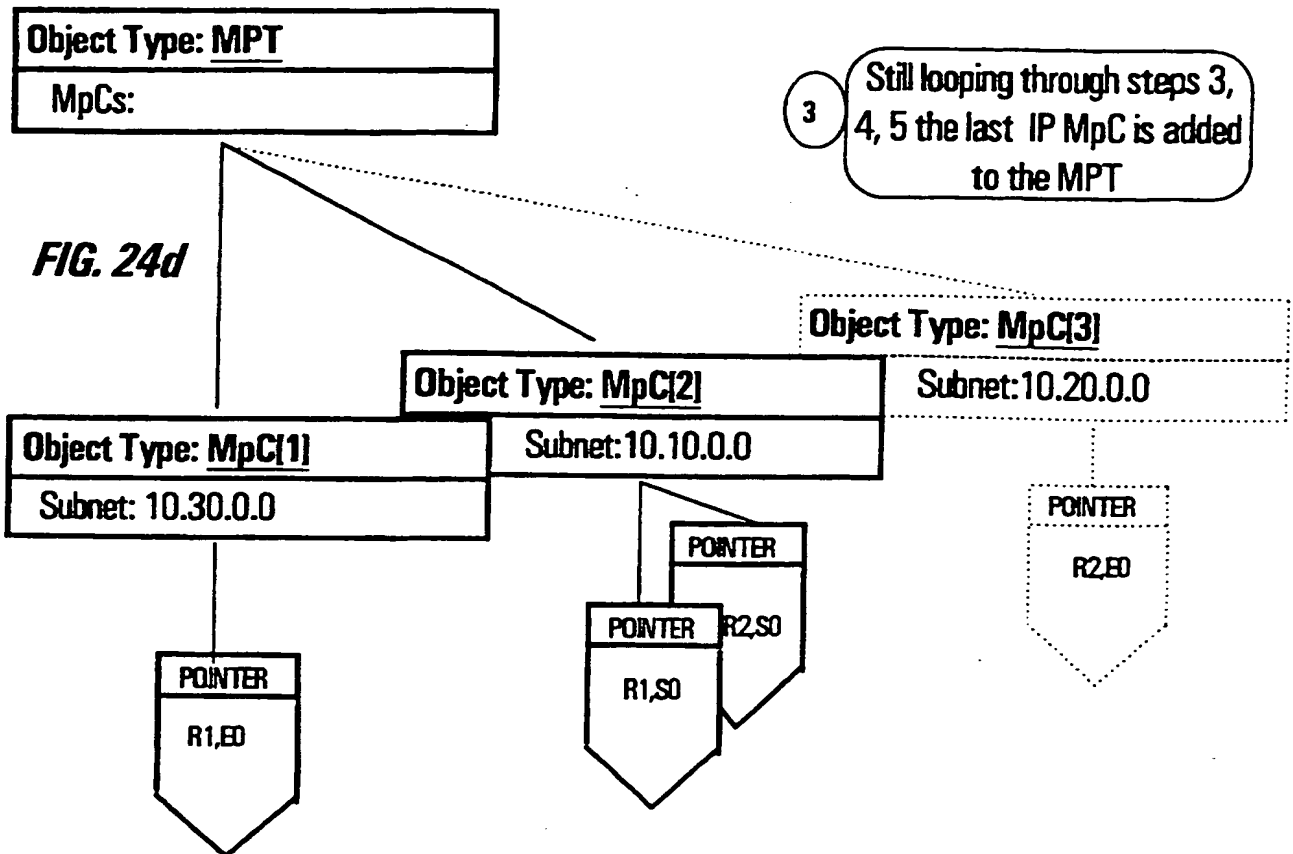 Object Type: MPT
MpCs:
3
Still looping through steps 3,
4, 5 the last IP MpC is added
to the MPT
FIG. 24d
Object Type: MpC[3]
Subnet:10.20.0.0
Object Type: MpC[2]
Subnet:10.10.0.0
Object Type: MpC[1]
Subnet: 10.30.0.0
POINTER
R2,E0
POINTER
R2,S0
POINTER
R1,S0
POINTER
R1,E0